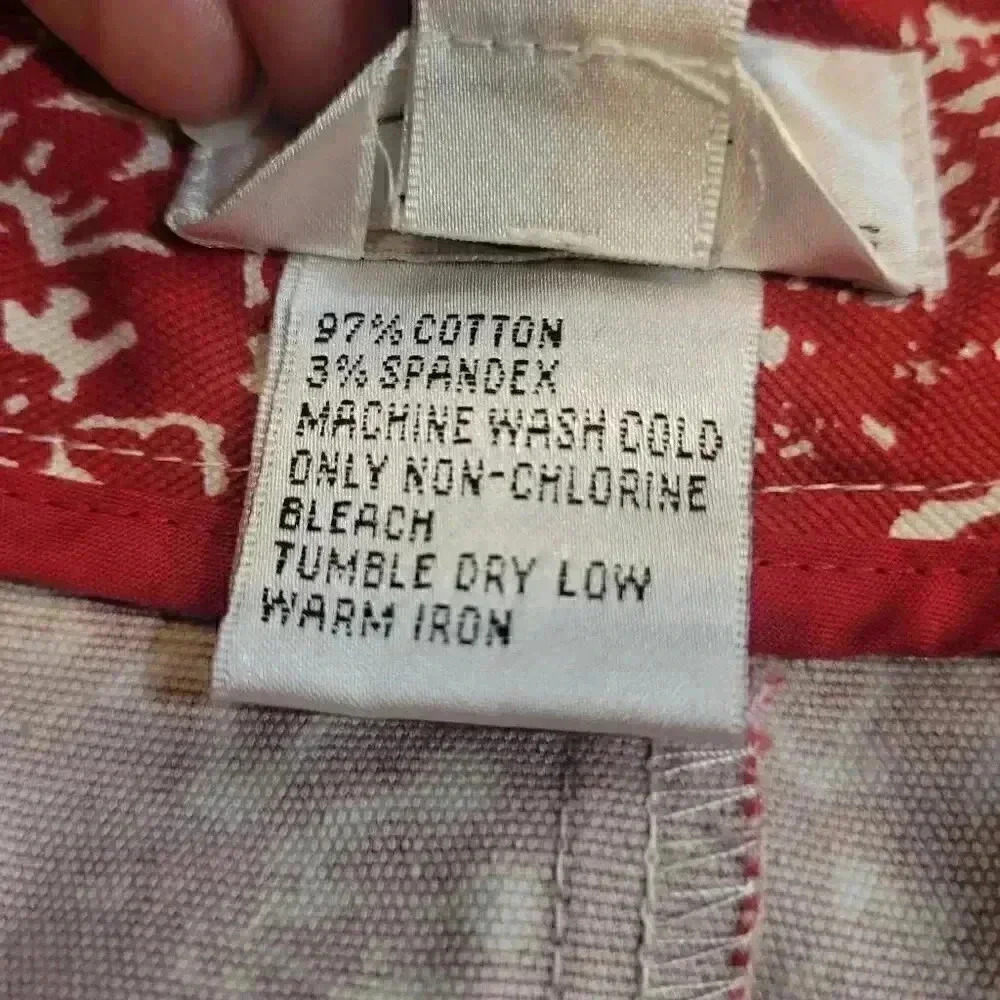 97% COTTON
3% SPANDEX
MACHINE WASH COLD
ONLY NON-CHLORINE
BLEACH
TUMBLE DRY LOW
WARM IRON